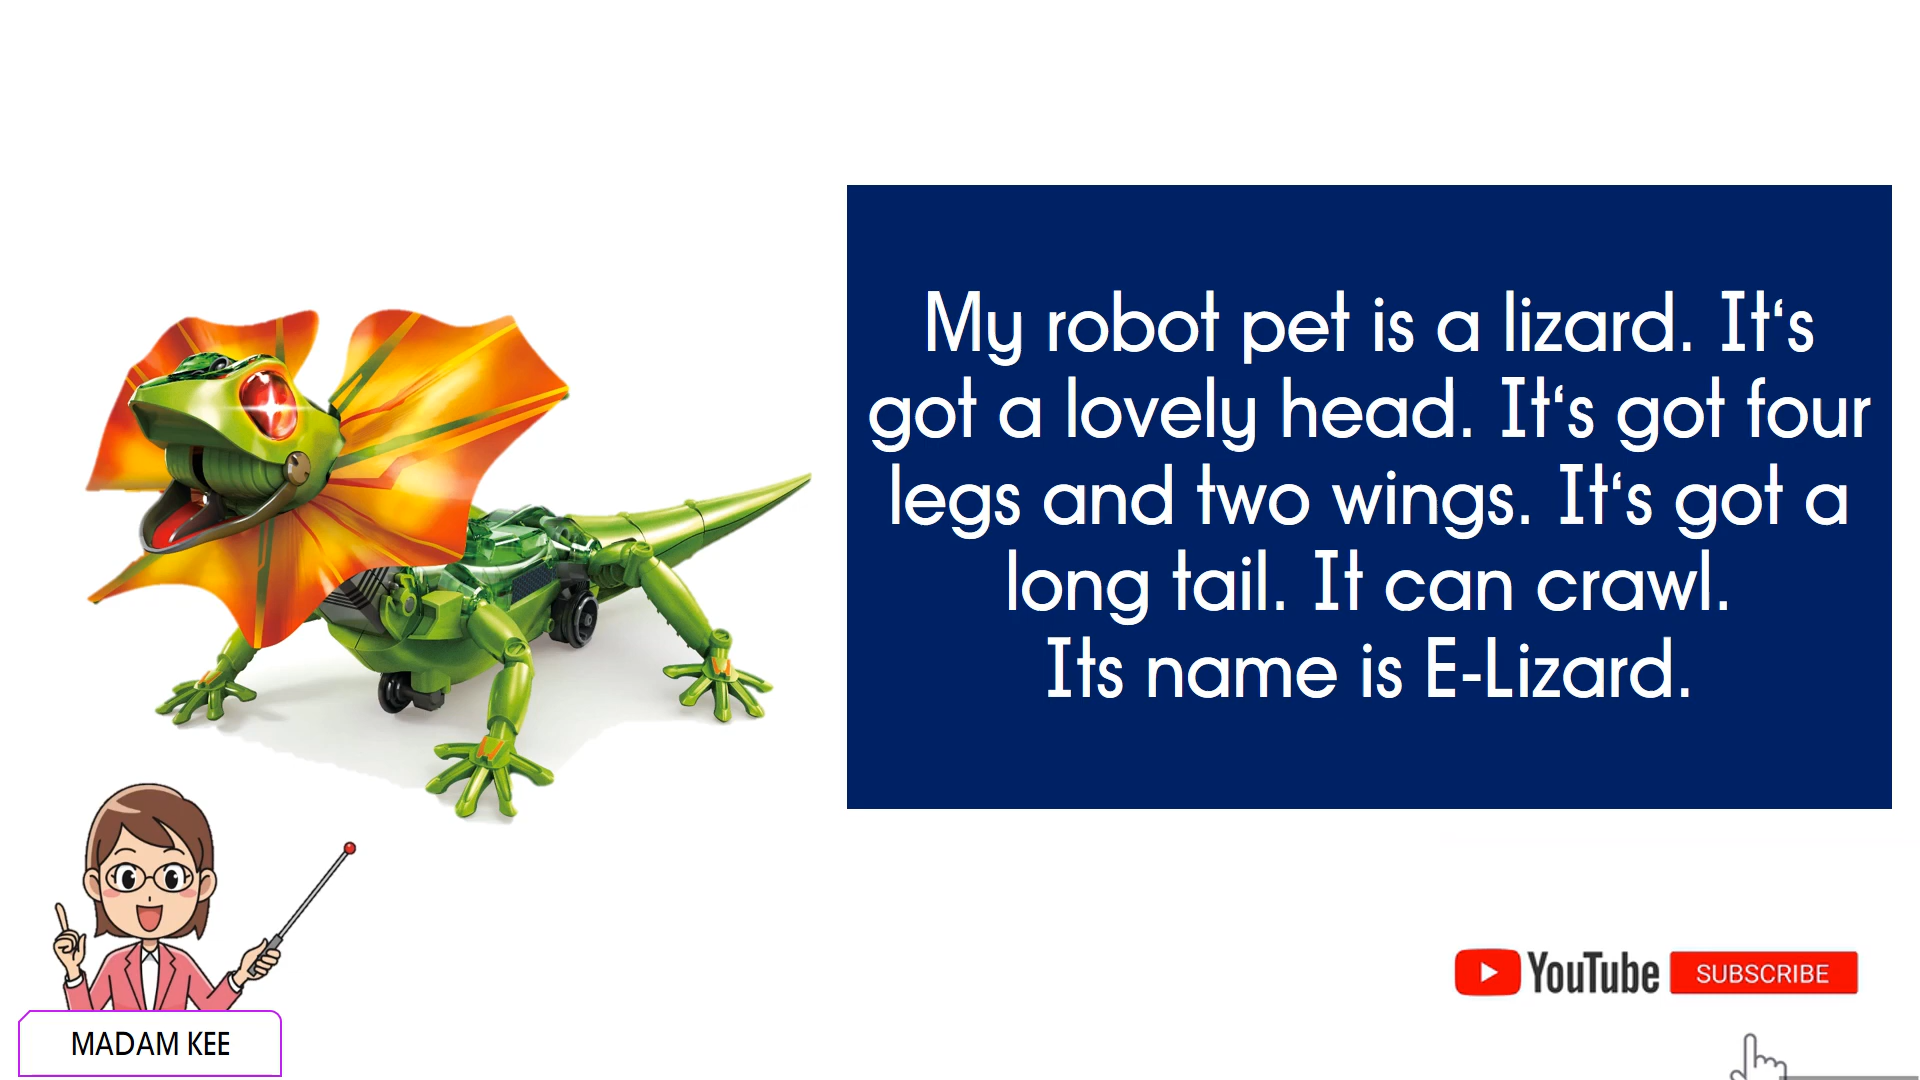 My robot pet is a lizard. It‘s
got a lovely head. It‘s got four
legs and two wings. It‘s got a
long tail. It can crawl.
Its name is E-Lizard.
YouTube SUBSCRIBE
MADAM KEE